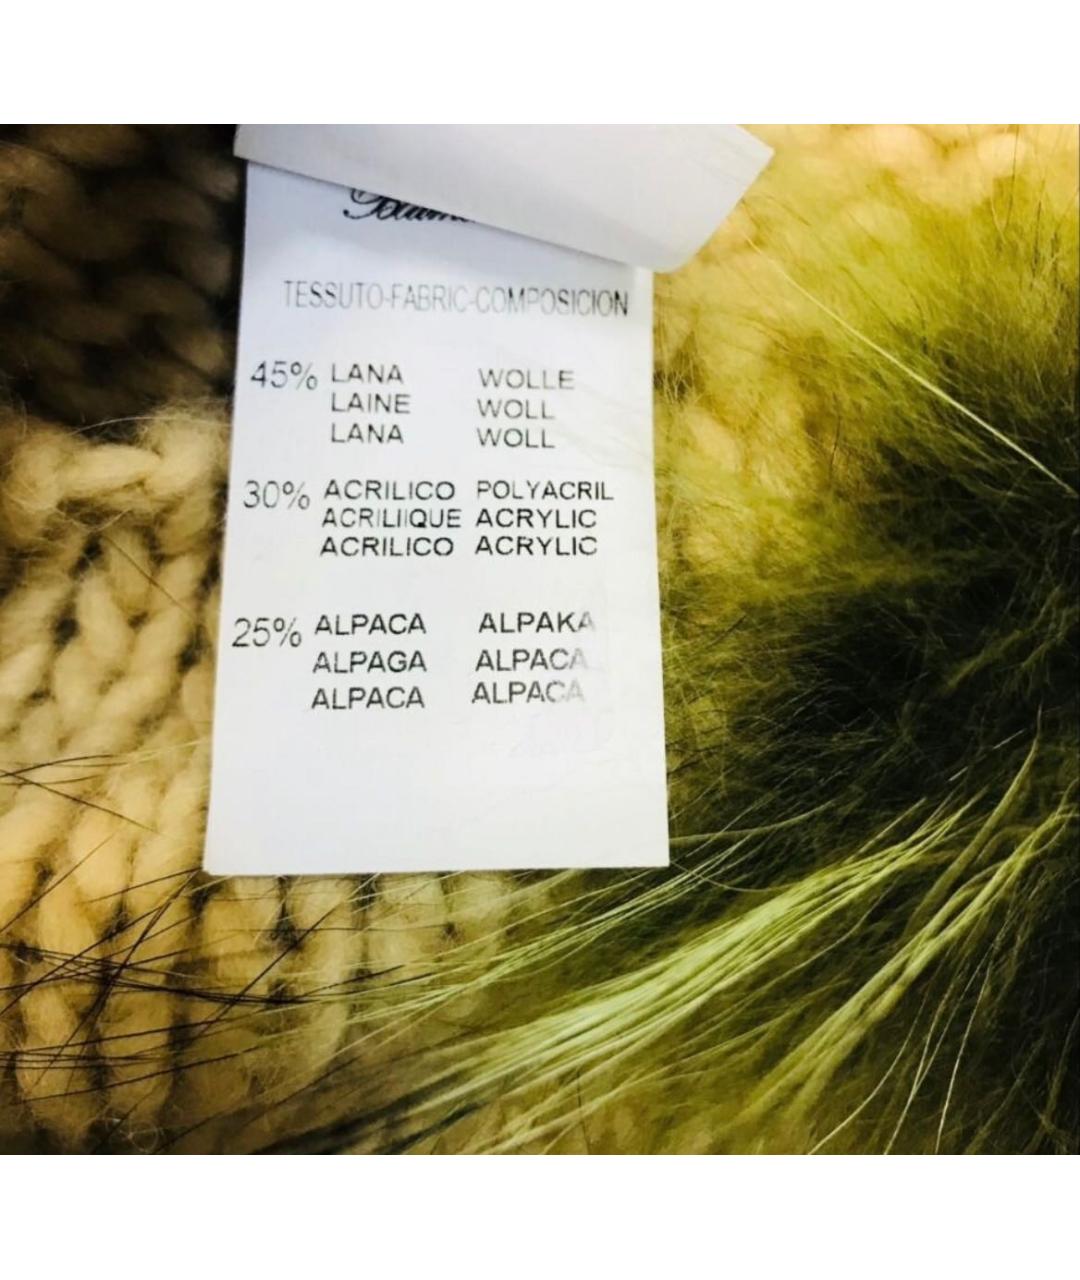 TESSUTO-FABRIC-COMPOSICION
45% LANA WOLLE
LAINE WOLL
LANA WOLL
30% ACRILICO POLYACRIL
ACRILIIQUE ACRYLIC
ACRILICO ACRYLIC
25% ALPACA ALPAKA
ALPAGA ALPACA
ALPACA ALPACA